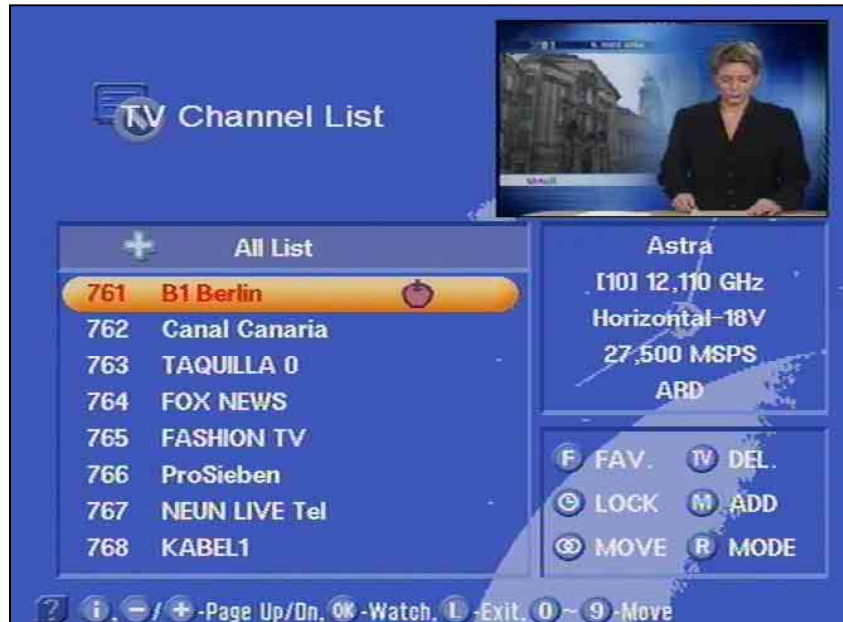 TV Channel List
All List
761 B1 Berlin
762 Canal Canaria
763 TAQUILLA 0
764 FOX NEWS
765 FASHION TV
766 ProSieben
767 NEUN LIVE Tel
768 KABEL1
Astra
[10] 12,110 GHz
Horizontal-18V
27,500 MSPS
ARD
F FAV. TV DEL.
LOCK M ADD
MOVE R MODE
? i, -/ + -Page Up/Dn, OK -Watch, L -Exit, 0 ~ 9 -Move